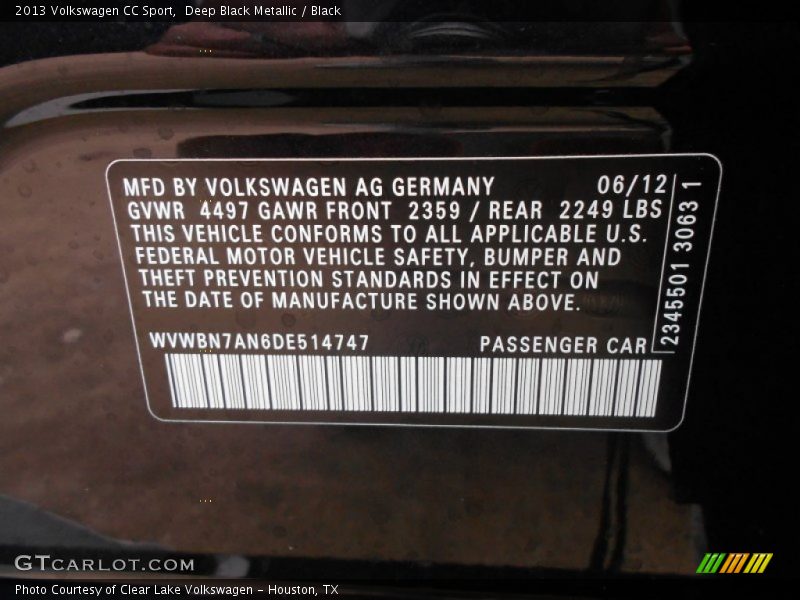 2013 Volkswagen CC Sport,  Deep Black Metallic / Black
MFD BY VOLKSWAGEN AG GERMANY 06/12
GVWR 4497 GAWR FRONT 2359 / REAR 2249 LBS
THIS VEHICLE CONFORMS TO ALL APPLICABLE U.S.
FEDERAL MOTOR VEHICLE SAFETY, BUMPER AND
THEFT PREVENTION STANDARDS IN EFFECT ON
THE DATE OF MANUFACTURE SHOWN ABOVE.
WVWBN7AN6DE514747 PASSENGER CAR
2345501 3063 1
GTCARLOT.COM
Photo Courtesy of Clear Lake Volkswagen - Houston, TX